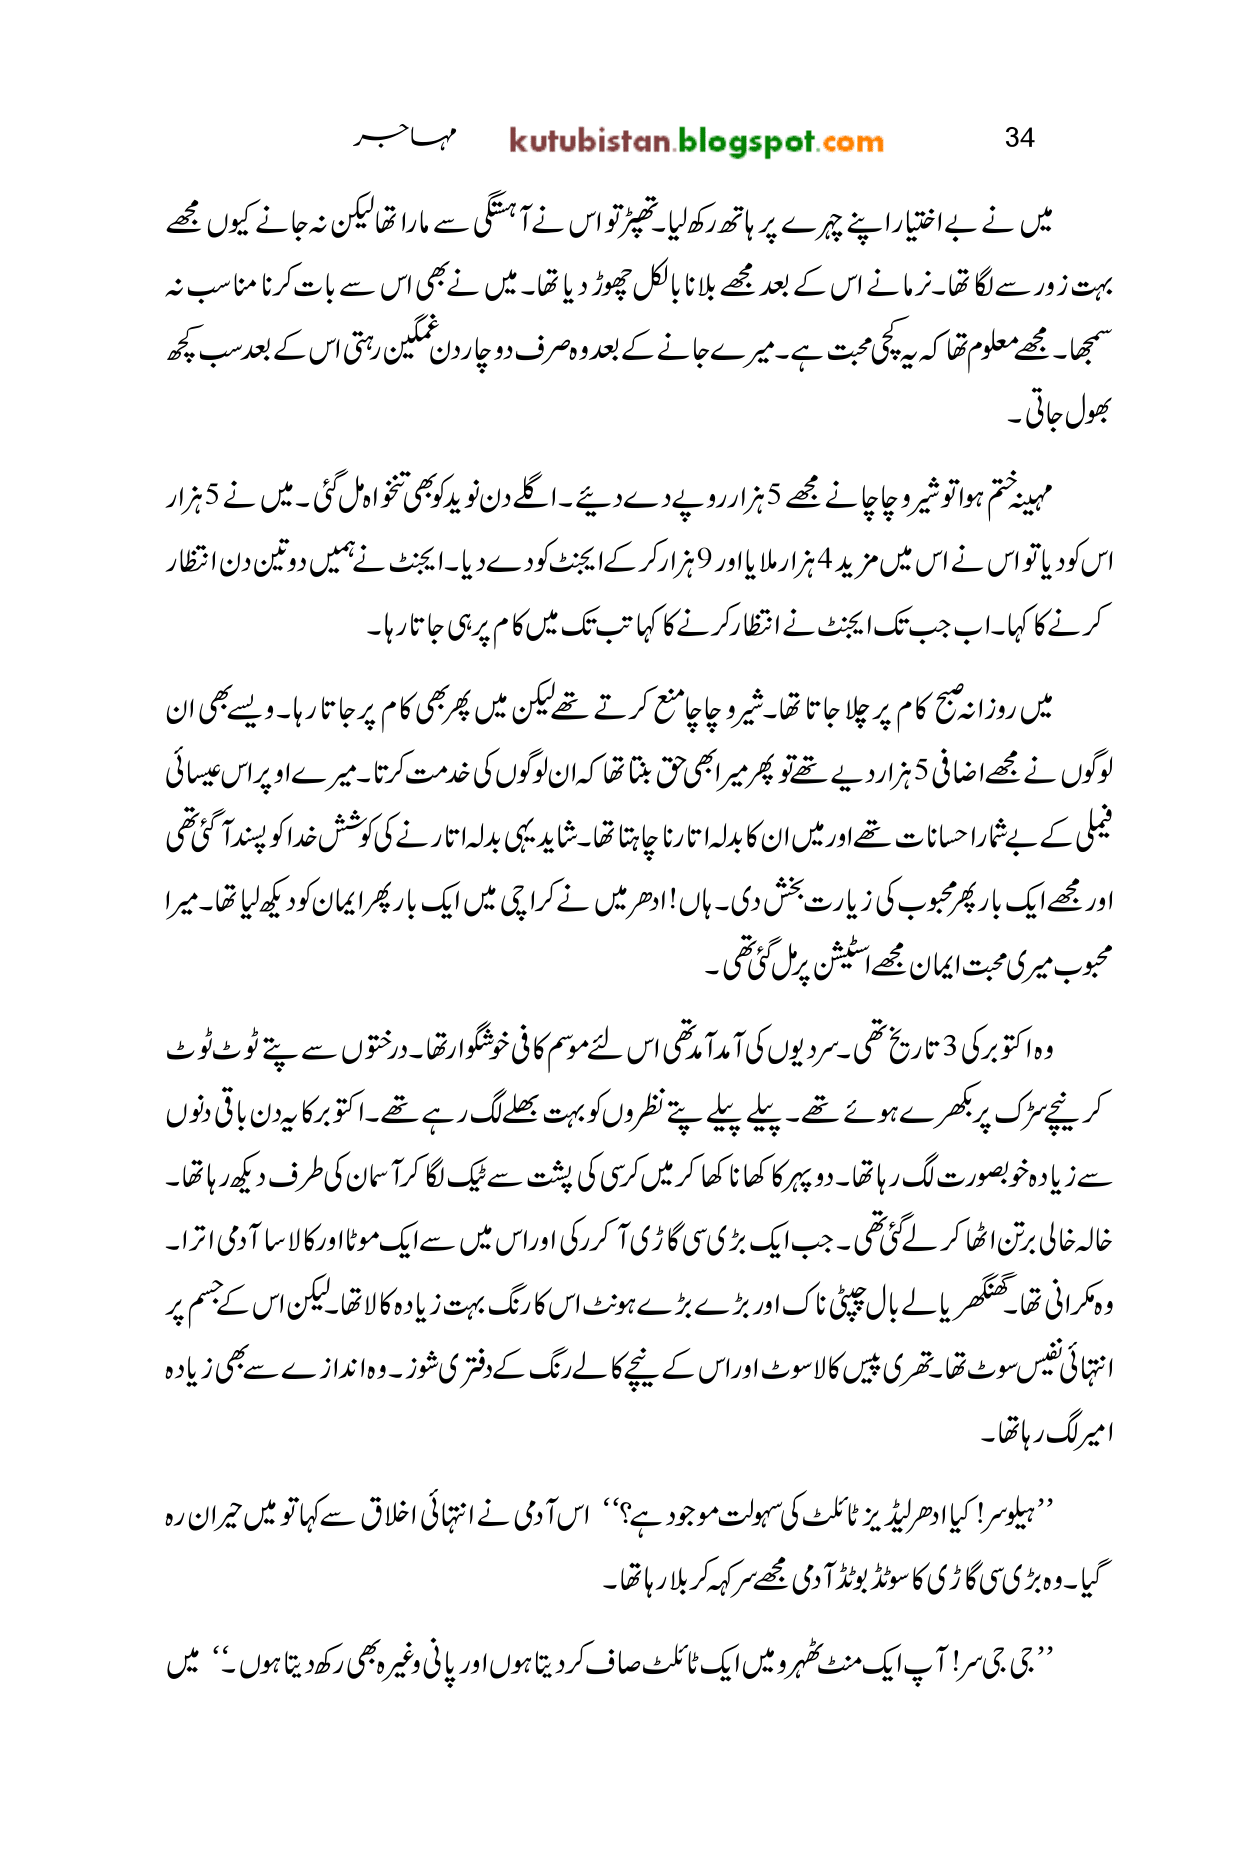 34 kutubistan.blogspot.com مہاجر
میں نے بے اختیار اپنے چہرے پر ہاتھ رکھ لیا۔ تھپڑ تو اس نے آہستگی سے مارا تھا لیکن نہ جانے کیوں مجھے
بہت زور سے لگا تھا۔ نرما نے اس کے بعد مجھے بلانا بالکل چھوڑ دیا تھا۔ میں نے بھی اس سے بات کرنا مناسب نہ
سمجھا۔ مجھے معلوم تھا کہ یہ کچی محبت ہے۔ میرے جانے کے بعد وہ صرف دو چار دن غمگین رہتی اس کے بعد سب کچھ
بھول جاتی۔
مہینہ ختم ہوا تو شیرو چاچا نے مجھے 5 ہزار روپے دے دیئے۔ اگلے دن نوید کو بھی تنخواہ مل گئی۔ میں نے 5 ہزار
اس کو دیا تو اس نے اس میں مزید 4 ہزار ملایا اور 9 ہزار کر کے ایجنٹ کو دے دیا۔ ایجنٹ نے ہمیں دو تین دن انتظار
کرنے کا کہا۔ اب جب تک ایجنٹ نے انتظار کرنے کا کہا تب تک میں کام پر ہی جاتا رہا۔
میں روزانہ صبح کام پر چلا جاتا تھا۔ شیرو چاچا منع کرتے تھے لیکن میں پھر بھی کام پر جاتا رہا۔ ویسے بھی ان
لوگوں نے مجھے اضافی 5 ہزار دیے تھے تو پھر میرا بھی حق بنتا تھا کہ ان لوگوں کی خدمت کرتا۔ میرے اوپر اس عیسائی
فیملی کے بے شمار احسانات تھے اور میں ان کا بدلہ اتارنا چاہتا تھا۔ شاید یہی بدلہ اتارنے کی کوشش خدا کو پسند آ گئی تھی
اور مجھے ایک بار پھر محبوب کی زیارت بخش دی۔ ہاں! ادھر میں نے کراچی میں ایک بار پھر ایمان کو دیکھ لیا تھا۔ میرا
محبوب میری محبت ایمان مجھے اسٹیشن پر مل گئی تھی۔
وہ اکتوبر کی 3 تاریخ تھی۔ سردیوں کی آمد آمد تھی اس لئے موسم کافی خوشگوار تھا۔ درختوں سے پتے ٹوٹ ٹوٹ
کر نیچے سڑک پر بکھرے ہوئے تھے۔ پیلے پیلے پتے نظروں کو بہت بھلے لگ رہے تھے۔ اکتوبر کا یہ دن باقی دنوں
سے زیادہ خوبصورت لگ رہا تھا۔ دوپہر کا کھانا کھا کر میں کرسی کی پشت سے ٹیک لگا کر آسمان کی طرف دیکھ رہا تھا۔
خالہ خالی برتن اٹھا کر لے گئی تھی۔ جب ایک بڑی سی گاڑی آ کر رکی اور اس میں سے ایک موٹا اور کالا سا آدمی اترا۔
وہ مکرانی تھا۔ گھنگھریالے بال چپٹی ناک اور بڑے بڑے ہونٹ اس کا رنگ بہت زیادہ کالا تھا۔ لیکن اس کے جسم پر
انتہائی نفیس سوٹ تھا۔ تھری پیس کالا سوٹ اور اس کے نیچے کالے رنگ کے دفتری شوز۔ وہ اندازے سے بھی زیادہ
امیر لگ رہا تھا۔
’’ہیلو سر! کیا ادھر لیڈیز ٹائلٹ کی سہولت موجود ہے؟‘‘ اس آدمی نے انتہائی اخلاق سے کہا تو میں حیران رہ
گیا۔ وہ بڑی سی گاڑی کا سوٹڈ بوٹڈ آدمی مجھے سر کہہ کر بلا رہا تھا۔
’’جی جی سر! آپ ایک منٹ ٹھہرو میں ایک ٹائلٹ صاف کر دیتا ہوں اور پانی وغیرہ بھی رکھ دیتا ہوں۔‘‘ میں